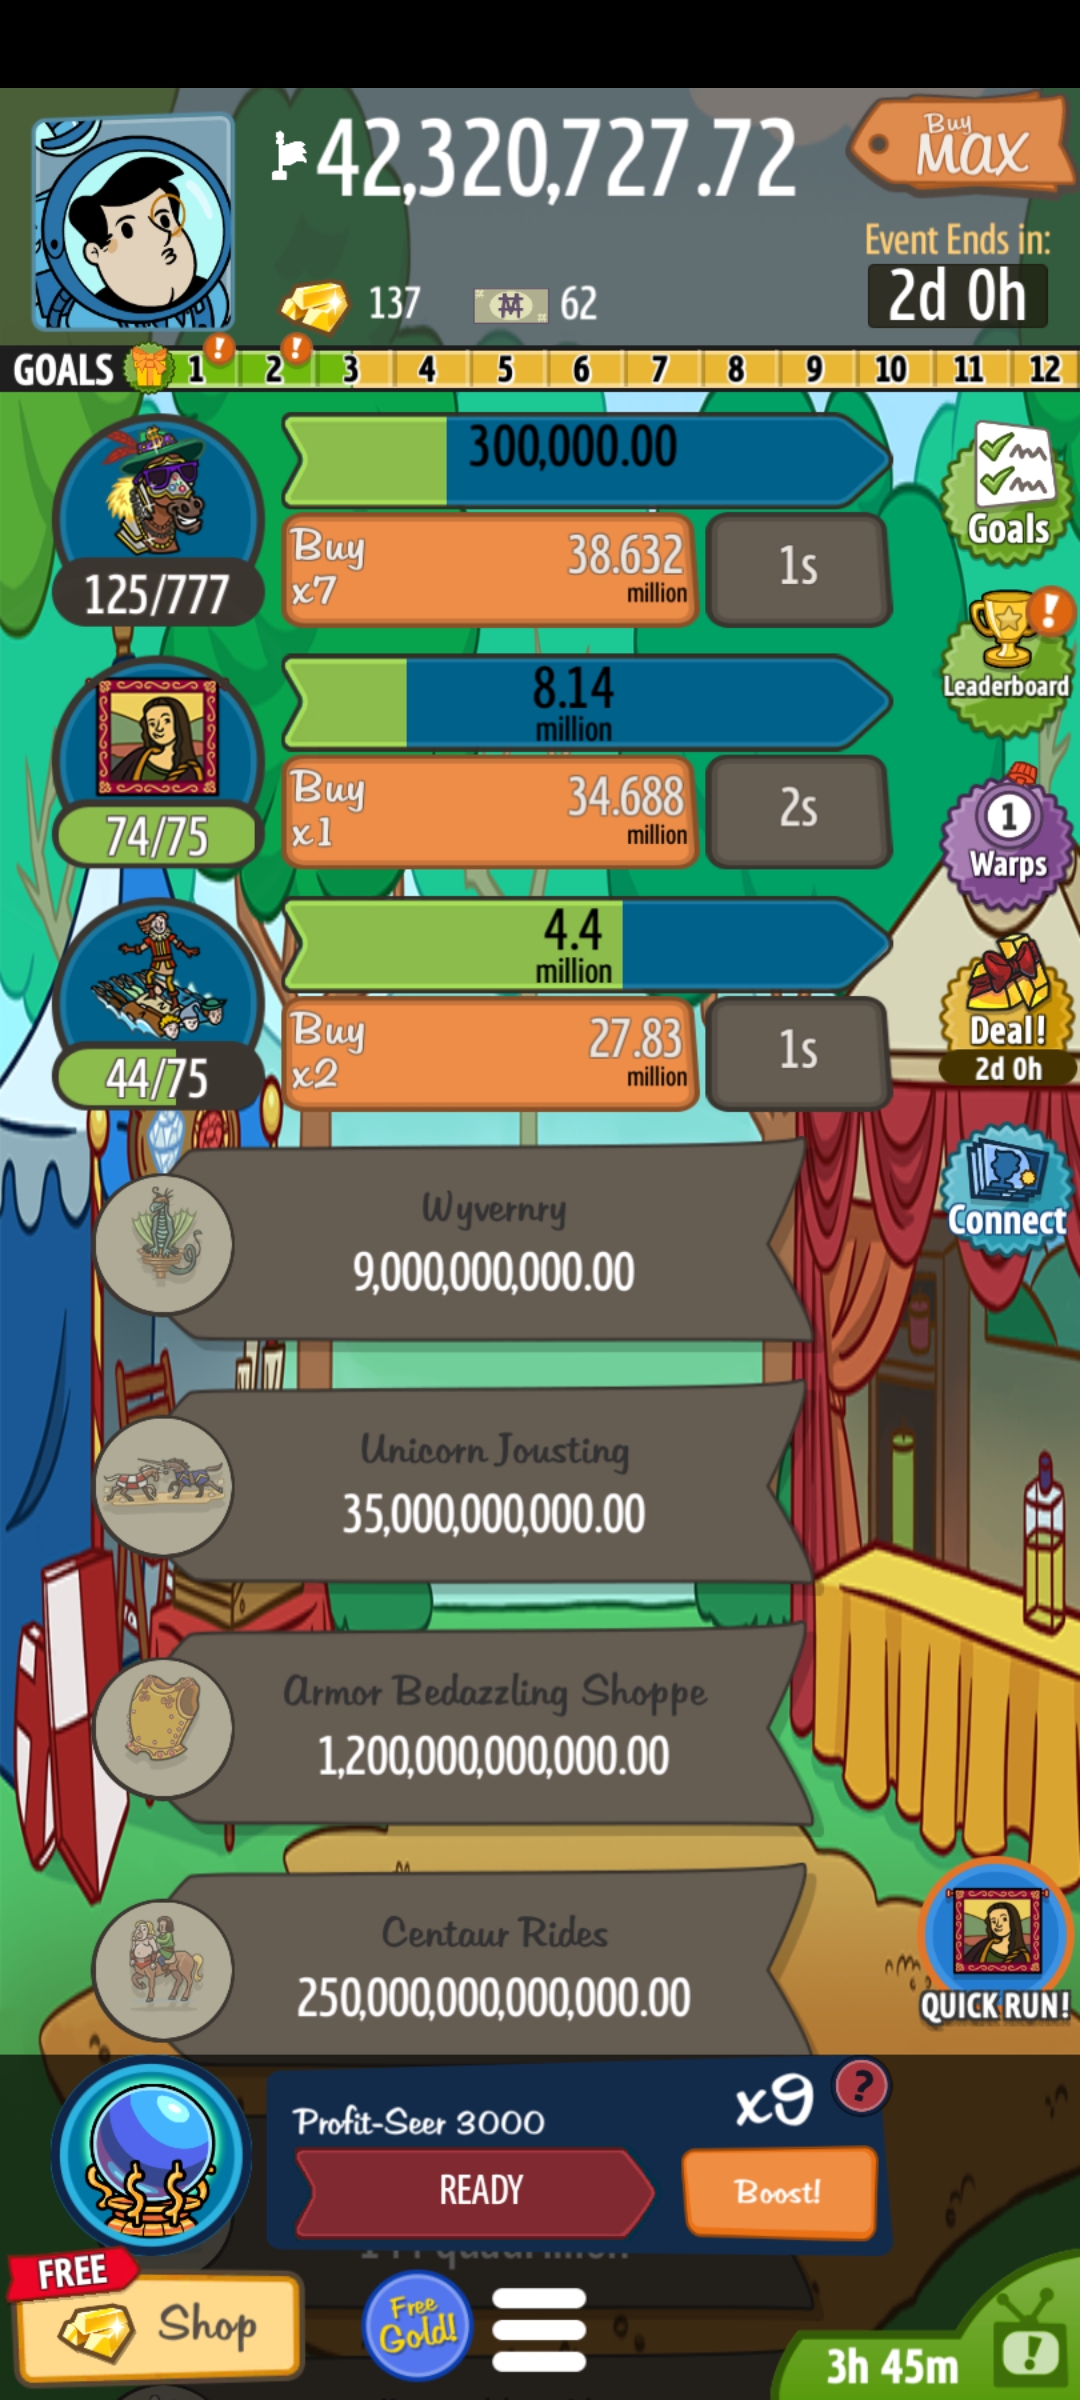 42,320,727.72
Buy
MAX
Event Ends in:
2d 0h
137
62
GOALS 1 ! 2 ! 3 4 5 6 7 8 9 10 11 12
300,000.00
Buy
x7
38.632
million
1s
125/777
Goals
!
Leaderboard
8.14
million
Buy
x1
34.688
million
2s
74/75
1
Warps
4.4
million
Buy
x2
27.83
million
1s
44/75
Deal!
2d 0h
Connect
Wyvernry
9,000,000,000.00
Unicorn Jousting
35,000,000,000.00
Armor Bedazzling Shoppe
1,200,000,000,000.00
Centaur Rides
250,000,000,000,000.00
QUICK RUN!
Profit-Seer 3000
x9
?
READY
Boost!
FREE
Shop
Free
Gold!
3h 45m
!